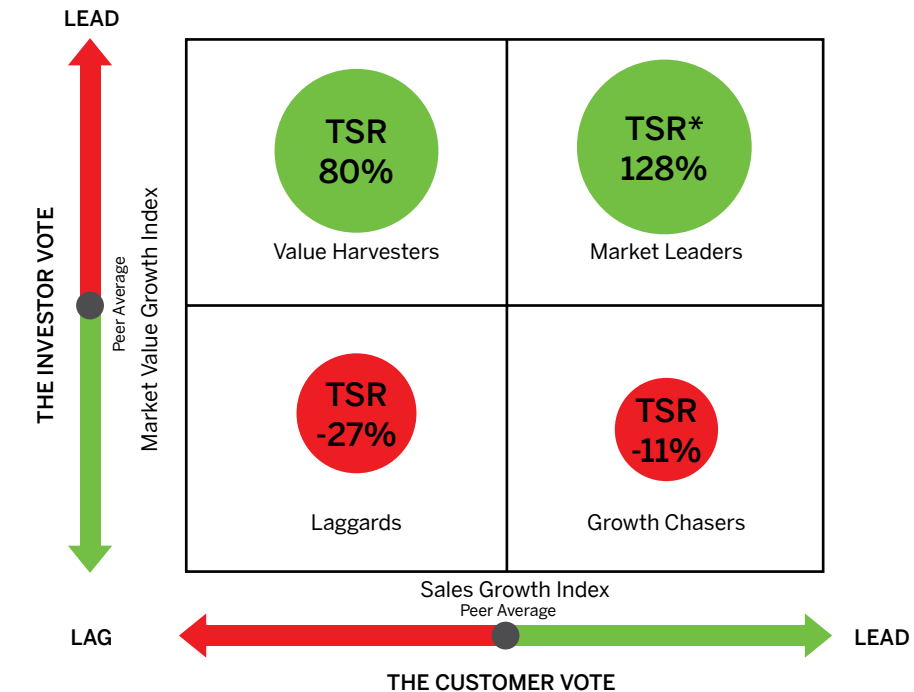 LEAD
THE INVESTOR VOTE
Peer Average
Market Value Growth Index
TSR
80%
Value Harvesters
TSR*
128%
Market Leaders
TSR
-27%
Laggards
TSR
-11%
Growth Chasers
Sales Growth Index
Peer Average
LAG
LEAD
THE CUSTOMER VOTE